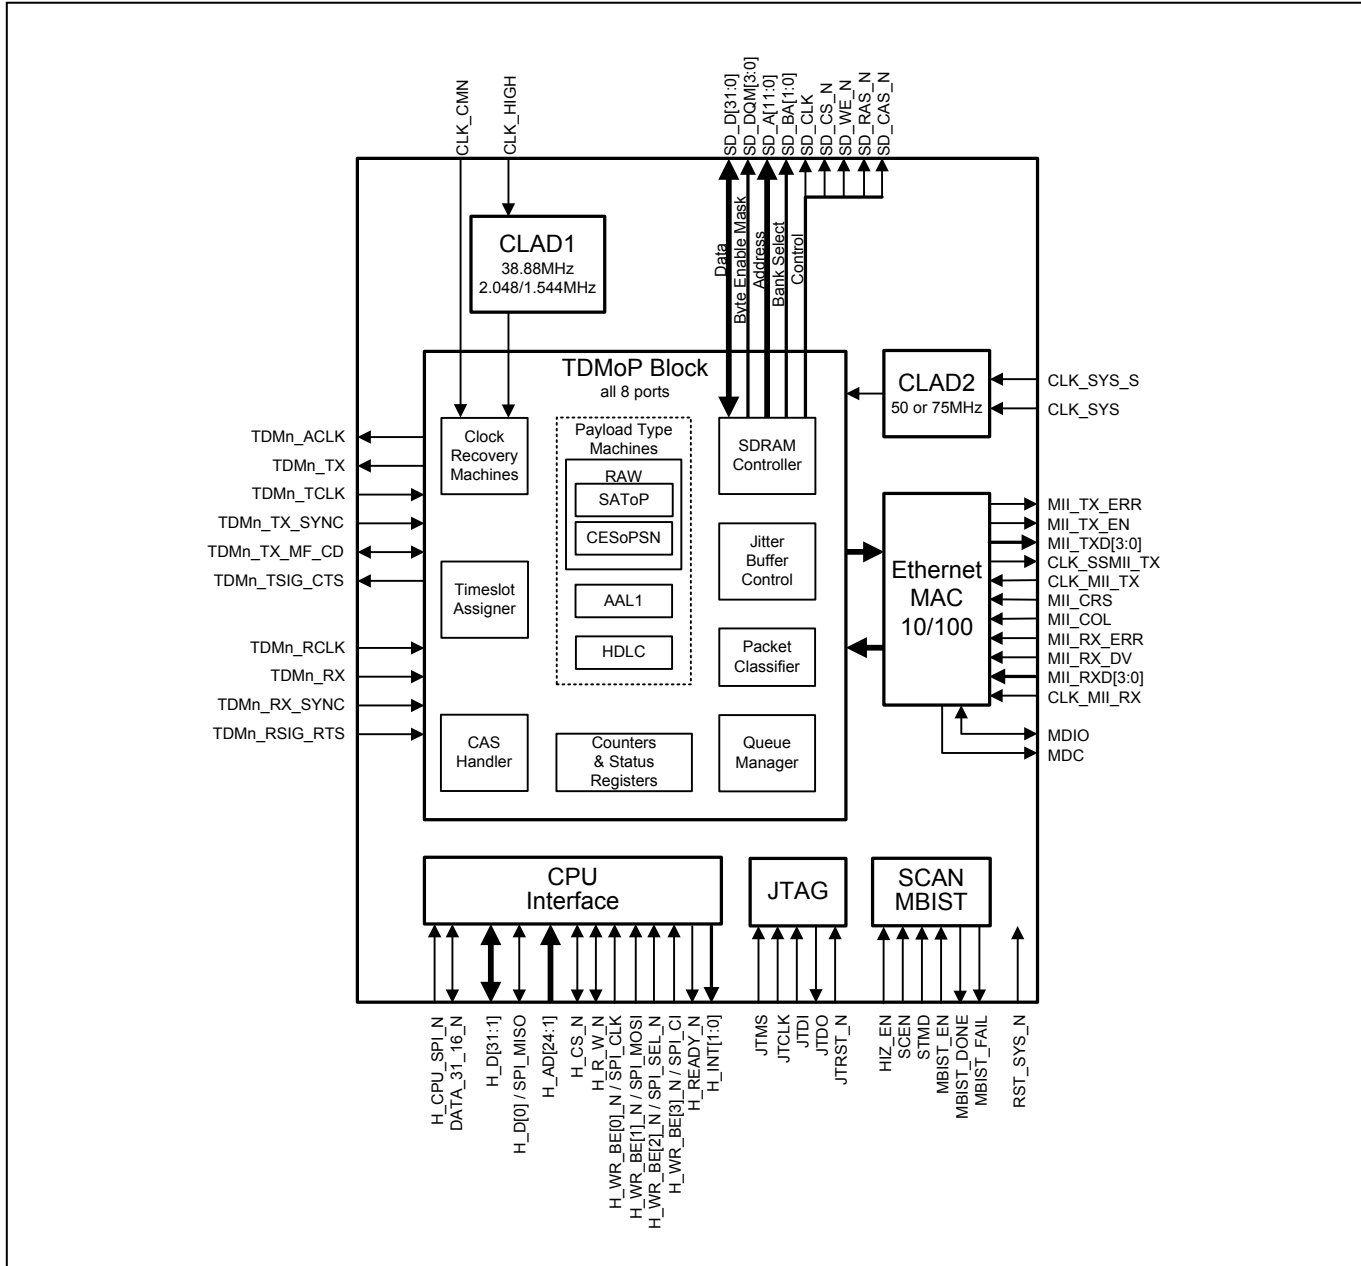 CLK_CMN
CLK_HIGH
SD_D[31:0]
SD_DQM[3:0]
SD_A[11:0]
SD_BA[1:0]
SD_CLK
SD_CS_N
SD_WE_N
SD_RAS_N
SD_CAS_N
CLAD1
38.88MHz
2.048/1.544MHz
Data
Byte Enable Mask
Address
Bank Select
Control
TDMoP Block
all 8 ports
CLAD2
50 or 75MHz
CLK_SYS_S
CLK_SYS
Clock
Recovery
Machines
Payload Type
Machines
RAW
SAToP
CESoPSN
AAL1
HDLC
SDRAM
Controller
Jitter
Buffer
Control
Timeslot
Assigner
Packet
Classifier
CAS
Handler
Counters
& Status
Registers
Queue
Manager
TDMn_ACLK
TDMn_TX
TDMn_TCLK
TDMn_TX_SYNC
TDMn_TX_MF_CD
TDMn_TSIG_CTS
TDMn_RCLK
TDMn_RX
TDMn_RX_SYNC
TDMn_RSIG_RTS
Ethernet
MAC
10/100
MII_TX_ERR
MII_TX_EN
MII_TXD[3:0]
CLK_SSMII_TX
CLK_MII_TX
MII_CRS
MII_COL
MII_RX_ERR
MII_RX_DV
MII_RXD[3:0]
CLK_MII_RX
MDIO
MDC
CPU
Interface
JTAG
SCAN
MBIST
H_CPU_SPI_N
DATA_31_16_N
H_D[31:1]
H_D[0] / SPI_MISO
H_AD[24:1]
H_CS_N
H_R_W_N
H_WR_BE[0]_N / SPI_CLK
H_WR_BE[1]_N / SPI_MOSI
H_WR_BE[2]_N / SPI_SEL_N
H_WR_BE[3]_N / SPI_CI
H_READY_N
H_INT[1:0]
JTMS
JTCLK
JTDI
JTDO
JTRST_N
HIZ_EN
SCEN
STMD
MBIST_EN
MBIST_DONE
MBIST_FAIL
RST_SYS_N